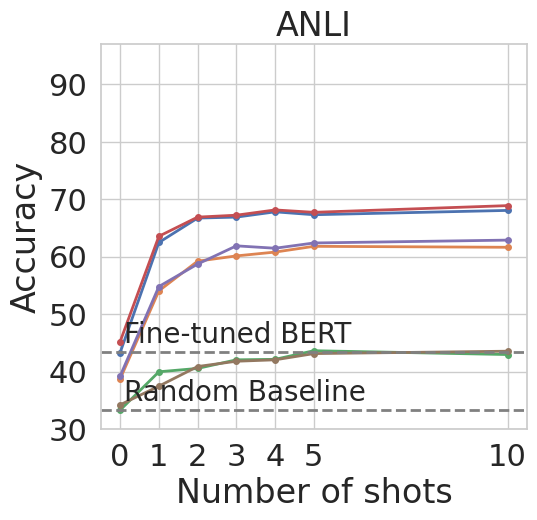 ANLI
Accuracy
90
80
70
60
50
40
30
Fine-tuned BERT
Random Baseline
0 1 2 3 4 5 10
Number of shots